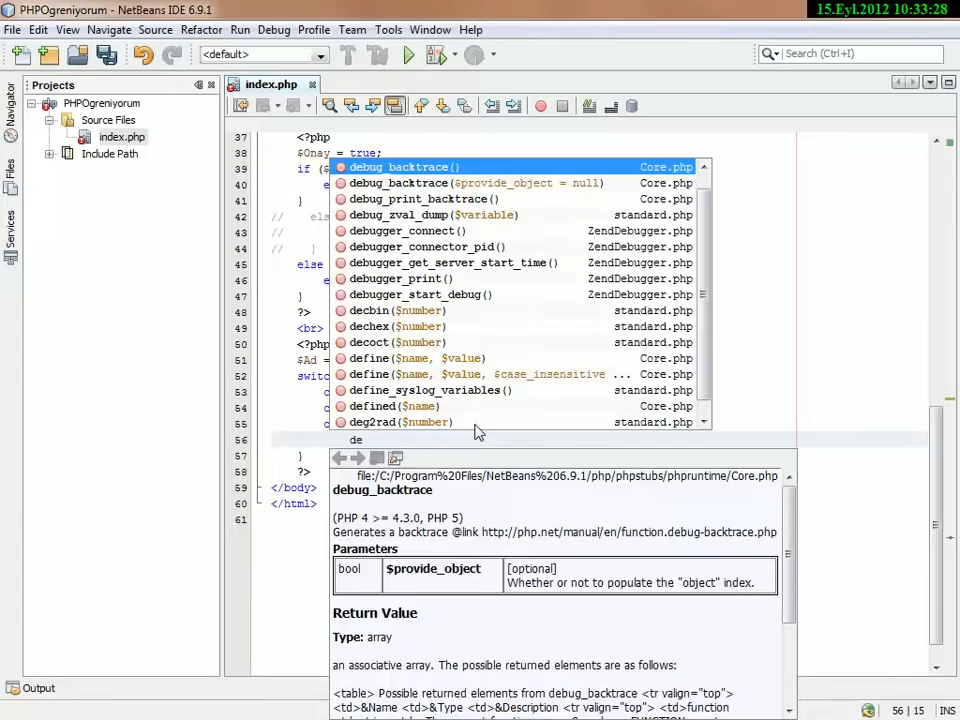 PHPOgreniyorum - NetBeans IDE 6.9.1
15.Eyl.2012 10:33:28
File Edit View Navigate Source Refactor Run Debug Profile Team Tools Window Help
<default>
Search (Ctrl+I)
Projects
index.php
Navigator
Files
Services
PHPOgreniyorum
Source Files
index.php
Include Path
37 <?php
38 $Onay = true;
39 if ($
40 e
41 }
42 // els
43 //
44 // }
45 else
46 e
47 }
48 ?>
49 <br>
50 <?php
51 $Ad =
52 switc
53 c
54 c
55 c
56 de
57 }
58 ?>
59 </body>
60 </html>
61
debug_backtrace() Core.php
debug_backtrace($provide_object = null) Core.php
debug_print_backtrace() Core.php
debug_zval_dump($variable) standard.php
debugger_connect() ZendDebugger.php
debugger_connector_pid() ZendDebugger.php
debugger_get_server_start_time() ZendDebugger.php
debugger_print() ZendDebugger.php
debugger_start_debug() ZendDebugger.php
decbin($number) standard.php
dechex($number) standard.php
decoct($number) standard.php
define($name, $value) Core.php
define($name, $value, $case_insensitive ... Core.php
define_syslog_variables() standard.php
defined($name) Core.php
deg2rad($number) standard.php
file:/C:/Program%20Files/NetBeans%206.9.1/php/phpstubs/phpruntime/Core.php
debug_backtrace
(PHP 4 >= 4.3.0, PHP 5)
Generates a backtrace @link http://php.net/manual/en/function.debug-backtrace.php
Parameters
bool $provide_object [optional]
Whether or not to populate the "object" index.
Return Value
Type: array
an associative array. The possible returned elements are as follows:
<table> Possible returned elements from debug_backtrace <tr valign="top">
<td>&Name <td>&Type <td>&Description <tr valign="top">
Output
56 | 15 INS